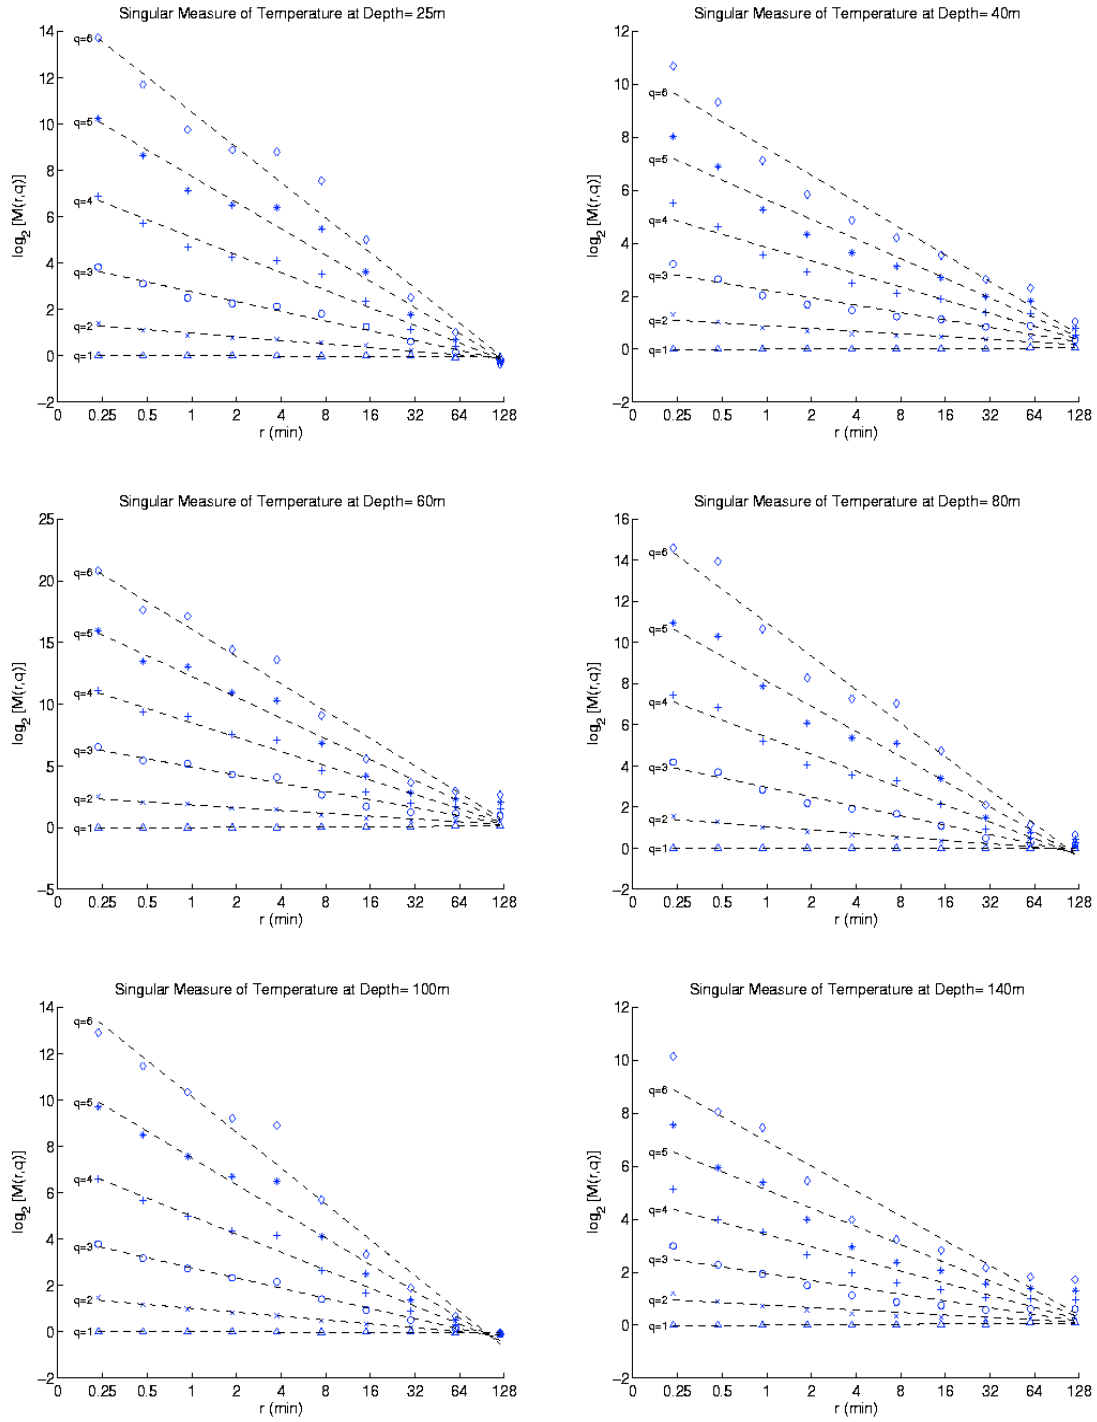 Singular Measure of Temperature at Depth= 25m
14
12
10
8
6
4
2
0
−2
log2 [M(r,q)]
q=6
q=5
q=4
q=3
q=2
q=1
0 0.25 0.5 1 2 4 8 16 32 64 128
r (min)
Singular Measure of Temperature at Depth= 40m
12
10
8
6
4
2
0
−2
log2 [M(r,q)]
q=6
q=5
q=4
q=3
q=2
q=1
0 0.25 0.5 1 2 4 8 16 32 64 128
r (min)
Singular Measure of Temperature at Depth= 60m
25
20
15
10
5
0
−5
log2 [M(r,q)]
q=6
q=5
q=4
q=3
q=2
q=1
0 0.25 0.5 1 2 4 8 16 32 64 128
r (min)
Singular Measure of Temperature at Depth= 80m
16
14
12
10
8
6
4
2
0
−2
log2 [M(r,q)]
q=6
q=5
q=4
q=3
q=2
q=1
0 0.25 0.5 1 2 4 8 16 32 64 128
r (min)
Singular Measure of Temperature at Depth= 100m
14
12
10
8
6
4
2
0
−2
log2 [M(r,q)]
q=6
q=5
q=4
q=3
q=2
q=1
0 0.25 0.5 1 2 4 8 16 32 64 128
r (min)
Singular Measure of Temperature at Depth= 140m
12
10
8
6
4
2
0
−2
log2 [M(r,q)]
q=6
q=5
q=4
q=3
q=2
q=1
0 0.25 0.5 1 2 4 8 16 32 64 128
r (min)